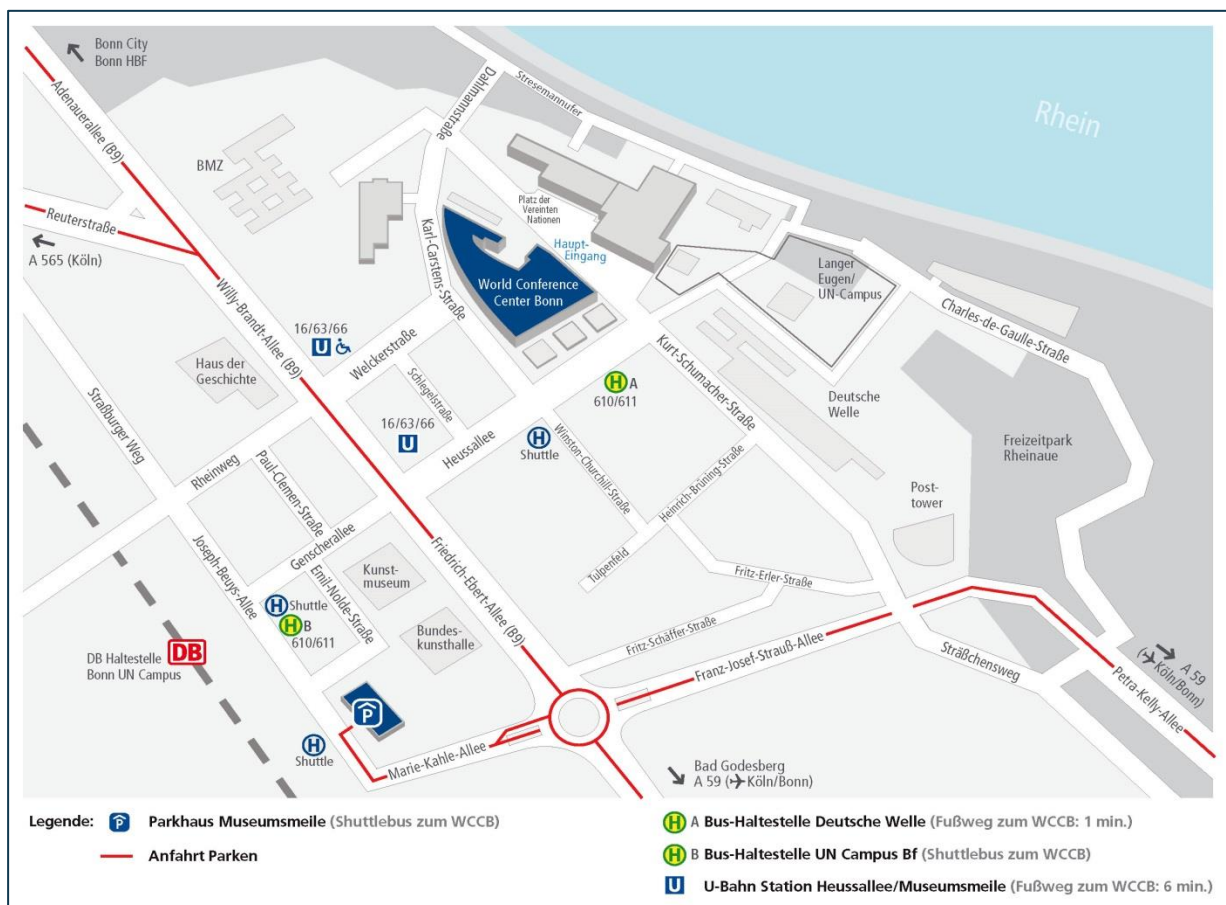 Bonn City
Bonn HBF
Adenauerallee (B9)
Reuterstraße
A 565 (Köln)
BMZ
Dahlmannstraße
Stresemannufer
Rhein
Platz der
Vereinten
Nationen
Haupt-
Eingang
Karl-Carstens-Straße
World Conference
Center Bonn
Langer
Eugen/
UN-Campus
Charles-de-Gaulle-Straße
Willy-Brandt-Allee (B9)
16/63/66
U
Welckerstraße
Haus der
Geschichte
Schlegelstraße
Kurt-Schumacher-Straße
H A
610/611
Deutsche
Welle
Straßburger Weg
16/63/66
U
Heussallee
H
Shuttle
Winston-Churchill-Straße
Heinrich-Brüning-Straße
Freizeitpark
Rheinaue
Rheinweg
Paul-Clemen-Straße
Post-
tower
Genscherallee
Joseph-Beuys-Allee
Emil-Nolde-Straße
Kunst-
museum
Friedrich-Ebert-Allee (B9)
Tulpenfeld
Fritz-Erler-Straße
H Shuttle
H B
610/611
Bundes-
kunsthalle
Fritz-Schäffer-Straße
Franz-Josef-Strauß-Allee
Sträßchensweg
DB Haltestelle
Bonn UN Campus
DB
A 59
(Köln/Bonn)
Petra-Kelly-Allee
P
H
Shuttle
Marie-Kahle-Allee
Bad Godesberg
A 59 (Köln/Bonn)
Legende: P Parkhaus Museumsmeile (Shuttlebus zum WCCB)
Anfahrt Parken
H A Bus-Haltestelle Deutsche Welle (Fußweg zum WCCB: 1 min.)
H B Bus-Haltestelle UN Campus Bf (Shuttlebus zum WCCB)
U U-Bahn Station Heussallee/Museumsmeile (Fußweg zum WCCB: 6 min.)